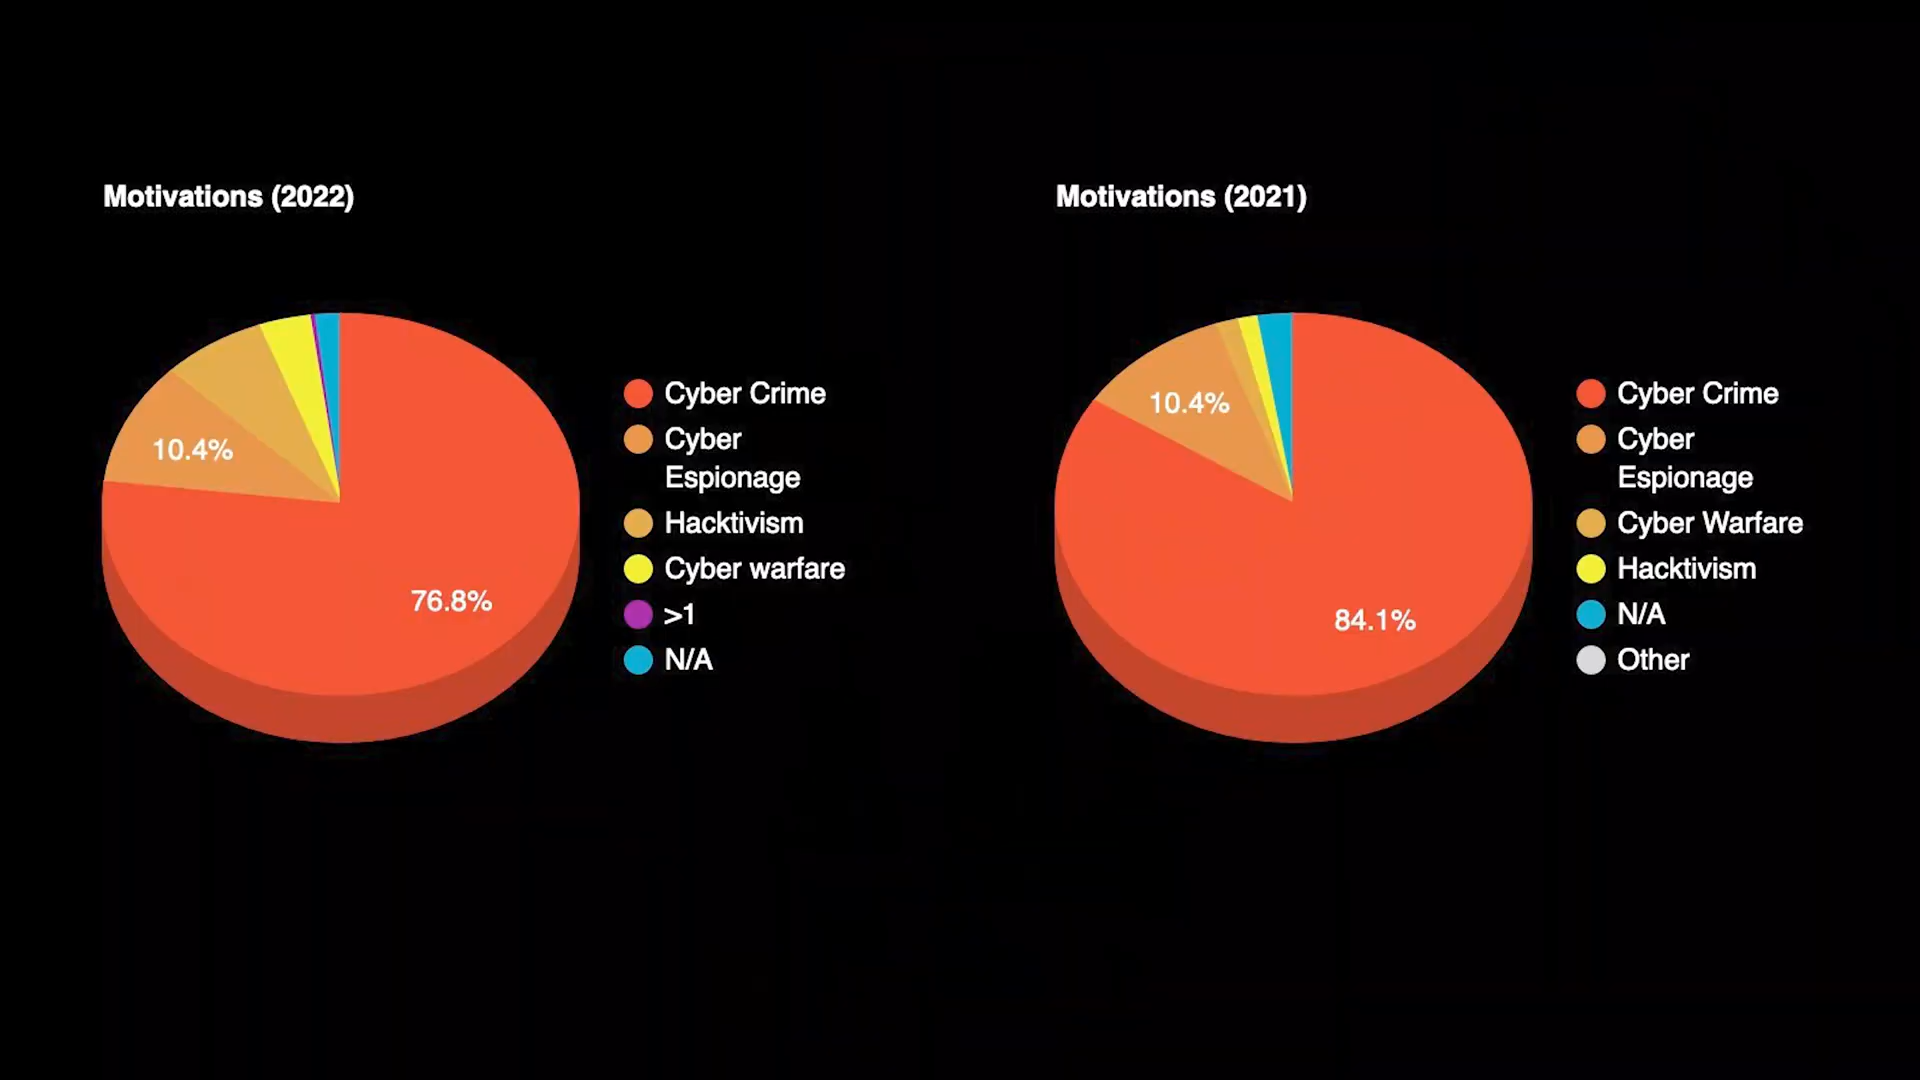 Motivations (2022)
10.4%
76.8%
Cyber Crime
Cyber
Espionage
Hacktivism
Cyber warfare
>1
N/A
Motivations (2021)
10.4%
84.1%
Cyber Crime
Cyber
Espionage
Cyber Warfare
Hacktivism
N/A
Other